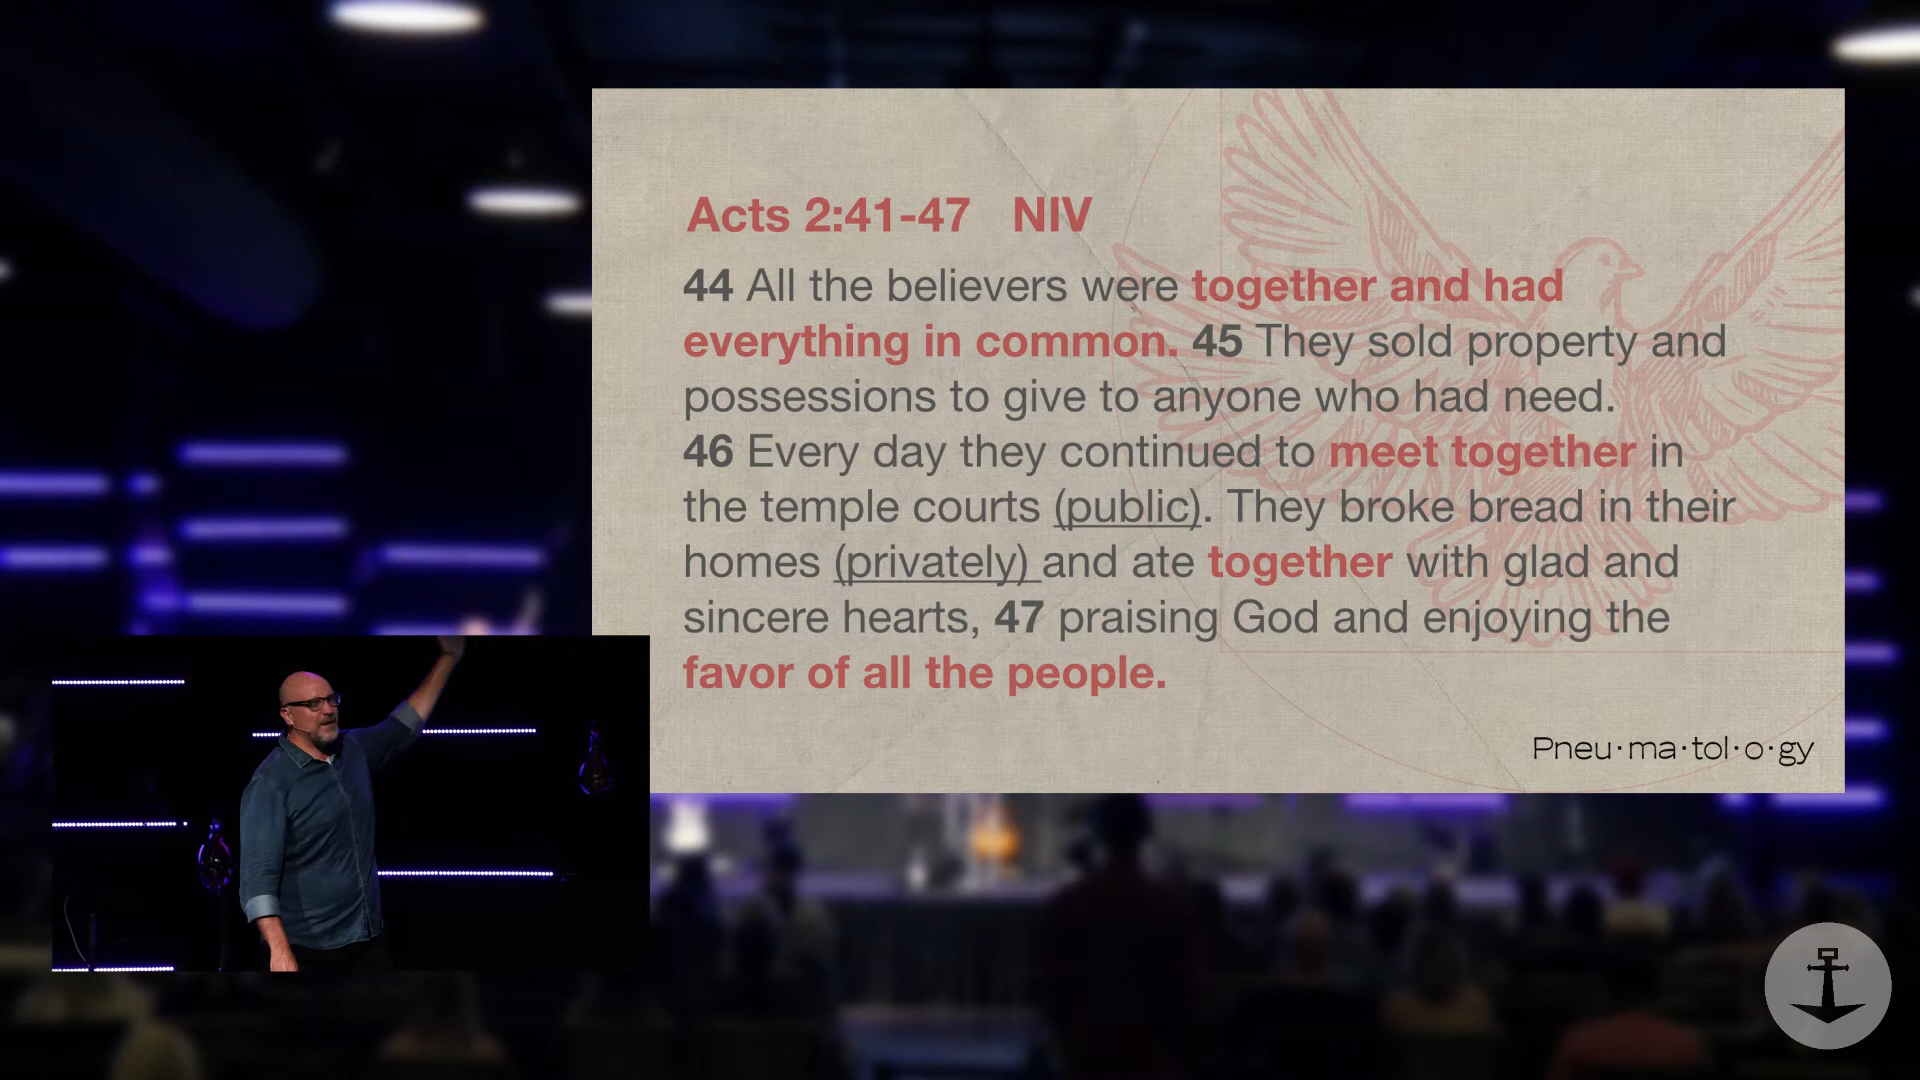 Acts 2:41-47 NIV
44 All the believers were together and had
everything in common. 45 They sold property and
possessions to give to anyone who had need.
46 Every day they continued to meet together in
the temple courts (public). They broke bread in their
homes (privately) and ate together with glad and
sincere hearts, 47 praising God and enjoying the
favor of all the people.
Pneu·ma·tol·o·gy